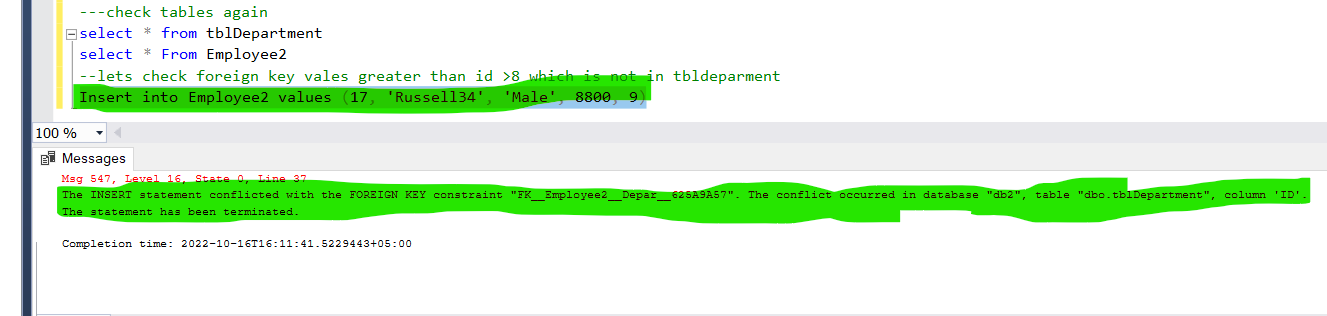 ---check tables again
select * from tblDepartment
select * From Employee2
--lets check foreign key vales greater than id >8 which is not in tbldeparment
Insert into Employee2 values (17, 'Russell34', 'Male', 8800, 9)
100 %
Messages
Msg 547, Level 16, State 0, Line 37
The INSERT statement conflicted with the FOREIGN KEY constraint "FK__Employee2__Depar__625A9A57". The conflict occurred in database "db2", table "dbo.tblDepartment", column 'ID'.
The statement has been terminated.
Completion time: 2022-10-16T16:11:41.5229443+05:00